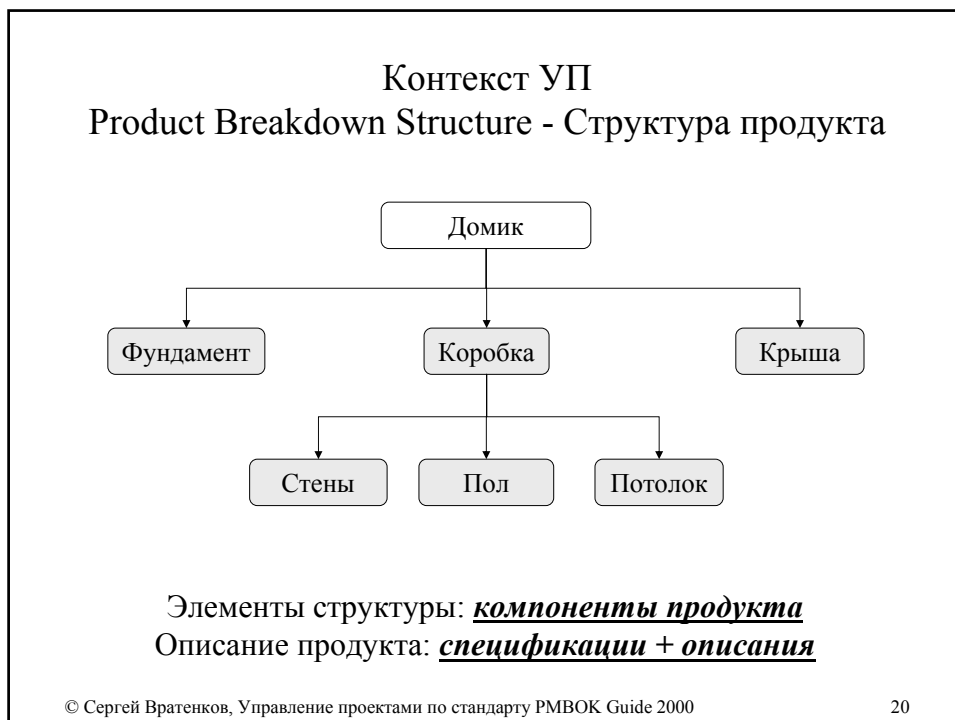 Контекст УП
Product Breakdown Structure - Структура продукта
Домик
Фундамент
Коробка
Крыша
Стены
Пол
Потолок
Элементы структуры: компоненты продукта
Описание продукта: спецификации + описания
© Сергей Вратенков, Управление проектами по стандарту PMBOK Guide 2000 20